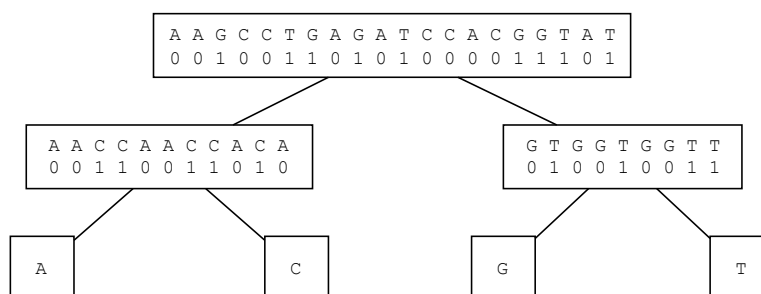 A A G C C T G A G A T C C A C G G T A T
0 0 1 0 0 1 1 0 1 0 1 0 0 0 0 1 1 1 0 1
A A C C A A C C A C A
0 0 1 1 0 0 1 1 0 1 0
G T G G T G G T T
0 1 0 0 1 0 0 1 1
A
C
G
T